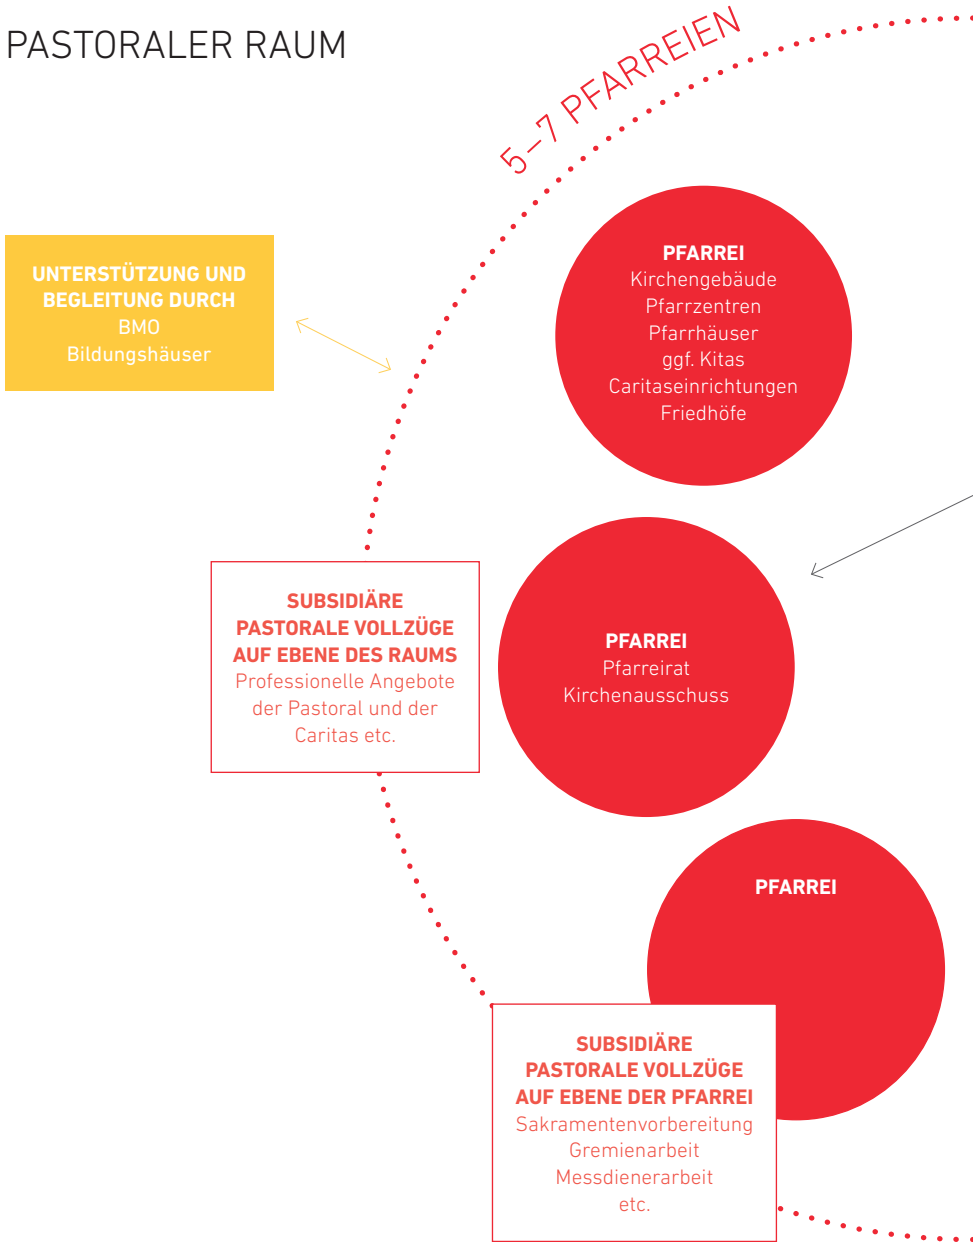 PASTORALER RAUM
5–7 PFARREIEN
UNTERSTÜTZUNG UND
BEGLEITUNG DURCH
BMO
Bildungshäuser
PFARREI
Kirchengebäude
Pfarrzentren
Pfarrhäuser
ggf. Kitas
Caritaseinrichtungen
Friedhöfe
SUBSIDIÄRE
PASTORALE VOLLZÜGE
AUF EBENE DES RAUMS
Professionelle Angebote
der Pastoral und der
Caritas etc.
PFARREI
Pfarreirat
Kirchenausschuss
PFARREI
SUBSIDIÄRE
PASTORALE VOLLZÜGE
AUF EBENE DER PFARREI
Sakramentenvorbereitung
Gremienarbeit
Messdienerarbeit
etc.